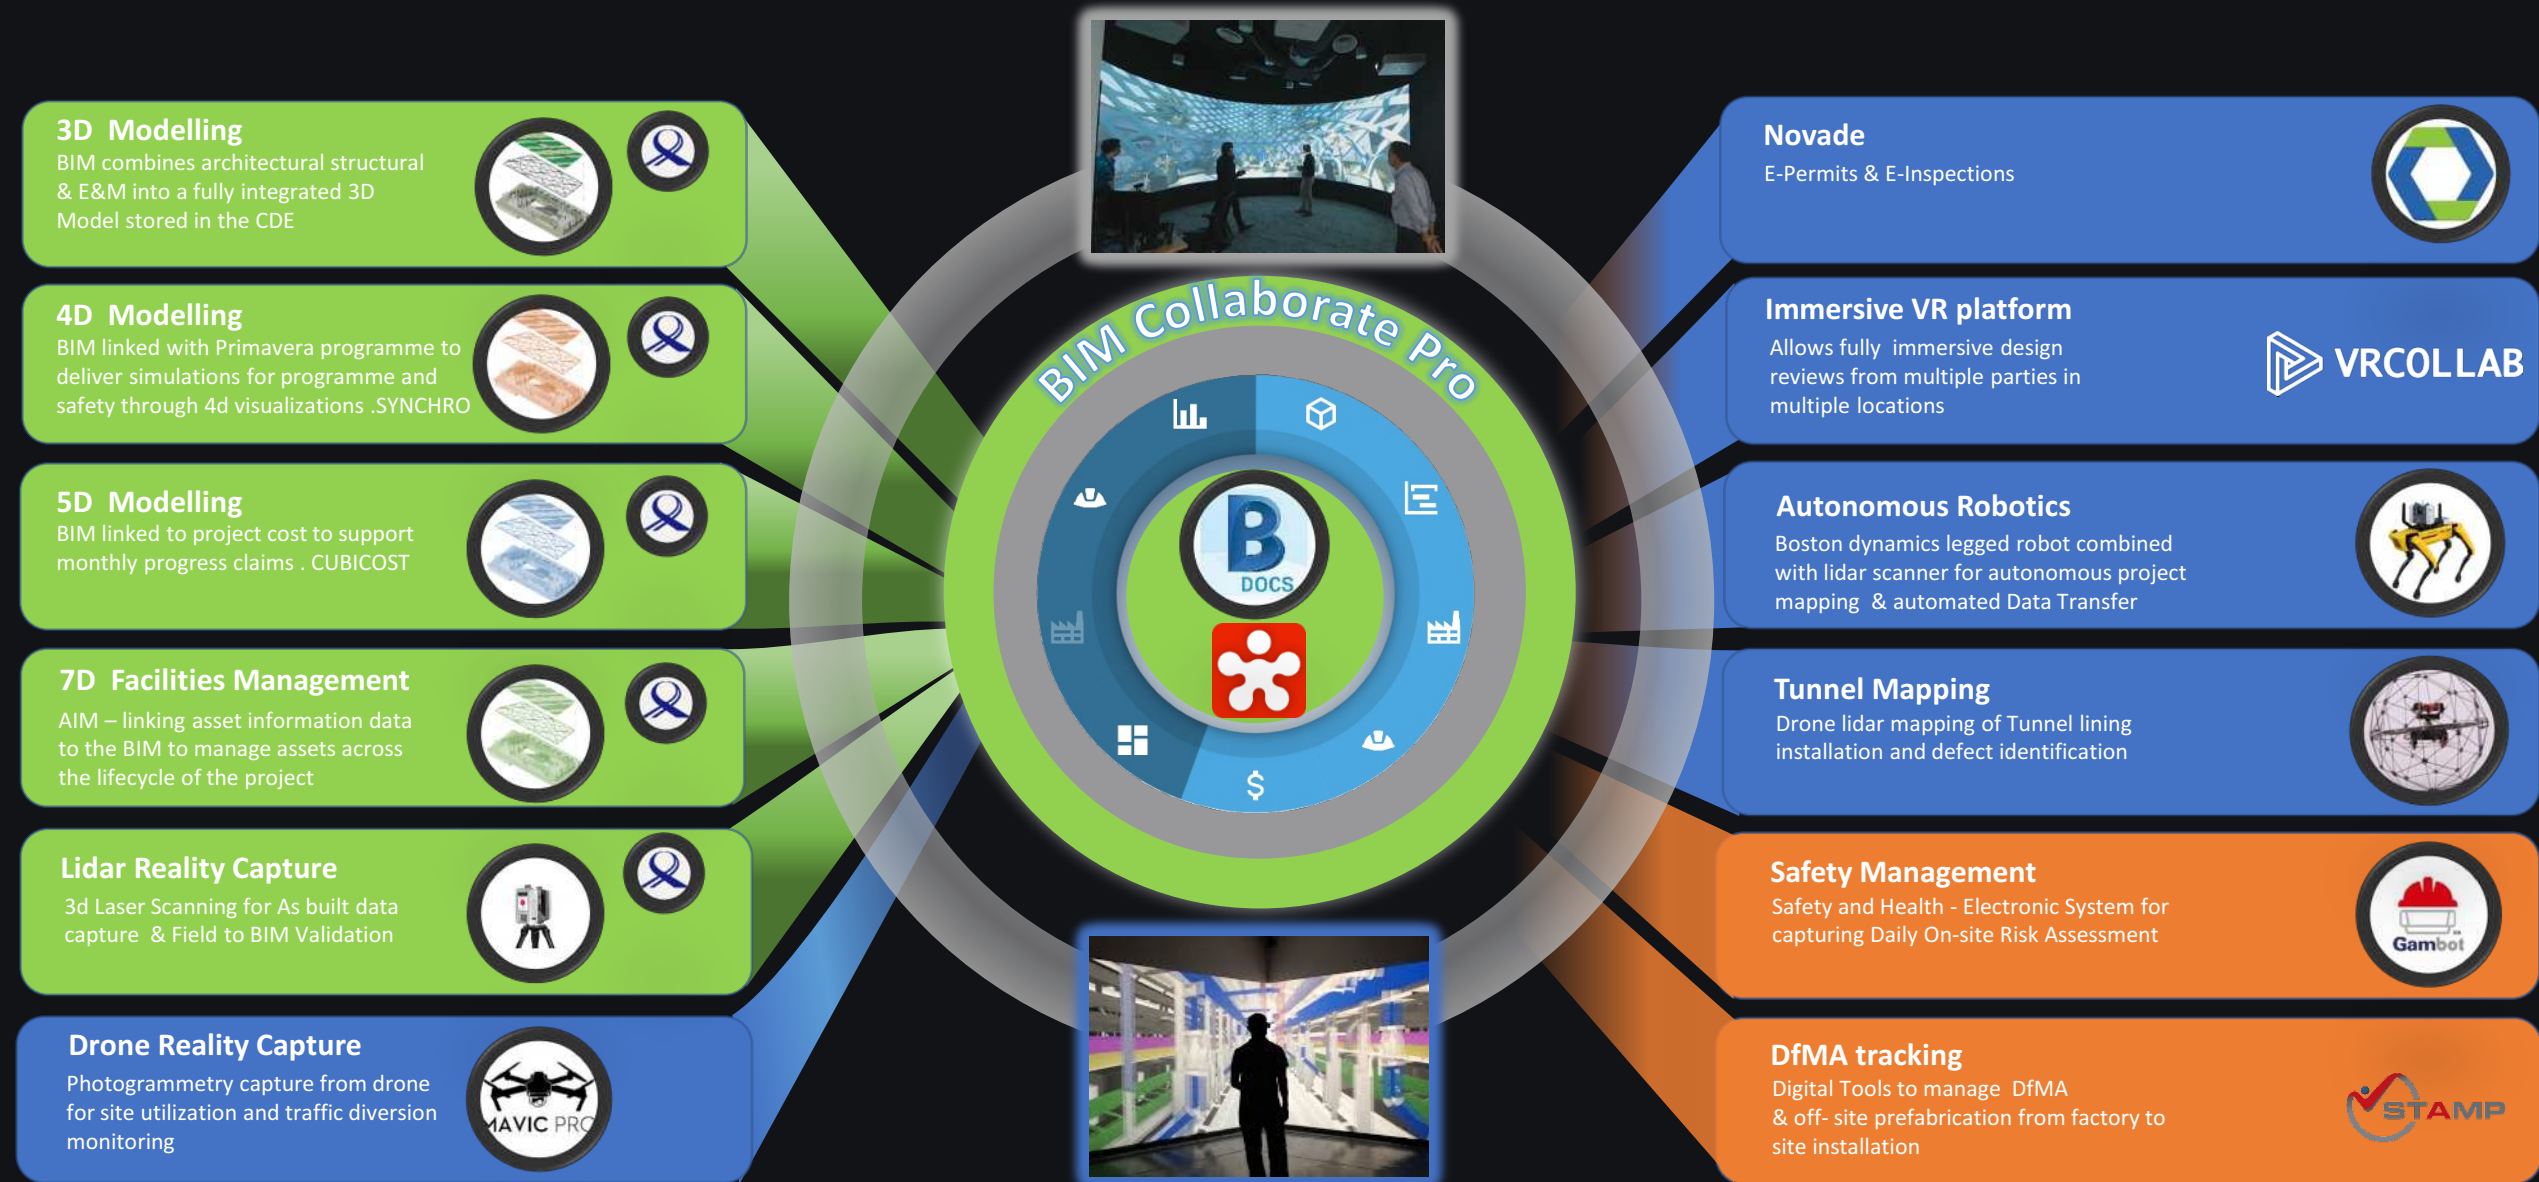 3D Modelling
BIM combines architectural structural
& E&M into a fully integrated 3D
Model stored in the CDE
4D Modelling
BIM linked with Primavera programme to
deliver simulations for programme and
safety through 4d visualizations .SYNCHRO
5D Modelling
BIM linked to project cost to support
monthly progress claims . CUBICOST
7D Facilities Management
AIM – linking asset information data
to the BIM to manage assets across
the lifecycle of the project
Lidar Reality Capture
3d Laser Scanning for As built data
capture & Field to BIM Validation
Drone Reality Capture
Photogrammetry capture from drone
for site utilization and traffic diversion
monitoring
MAVIC PRO
BIM Collaborate Pro
B
DOCS
$
Novade
E-Permits & E-Inspections
Immersive VR platform
Allows fully immersive design
reviews from multiple parties in
multiple locations
VRCOLLAB
Autonomous Robotics
Boston dynamics legged robot combined
with lidar scanner for autonomous project
mapping & automated Data Transfer
Tunnel Mapping
Drone lidar mapping of Tunnel lining
installation and defect identification
Safety Management
Safety and Health - Electronic System for
capturing Daily On-site Risk Assessment
Gambot
DfMA tracking
Digital Tools to manage DfMA
& off- site prefabrication from factory to
site installation
STAMP